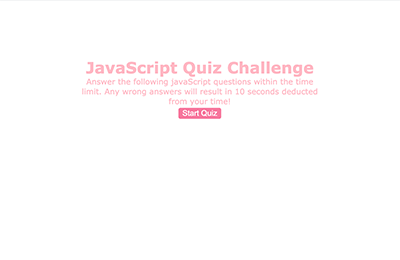 JavaScript Quiz Challenge
Answer the following JavaScript questions within the time
limit. Any wrong answers will result in 10 seconds deducted
from your time!
Start Quiz